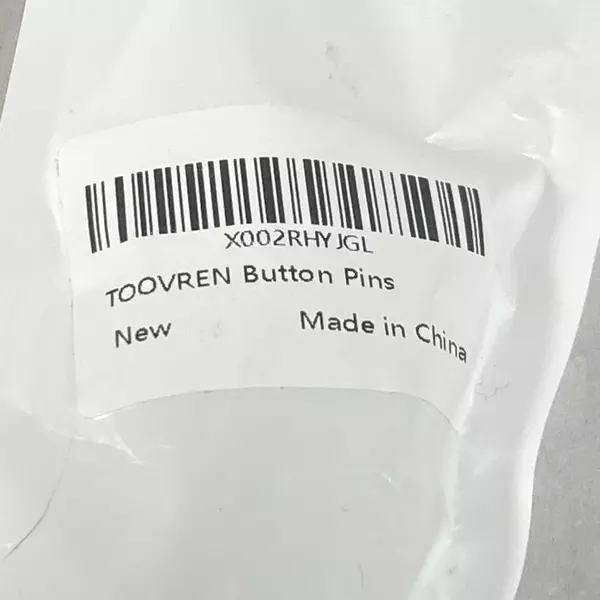 X002RHYJGL
TOOVREN Button Pins
New Made in China